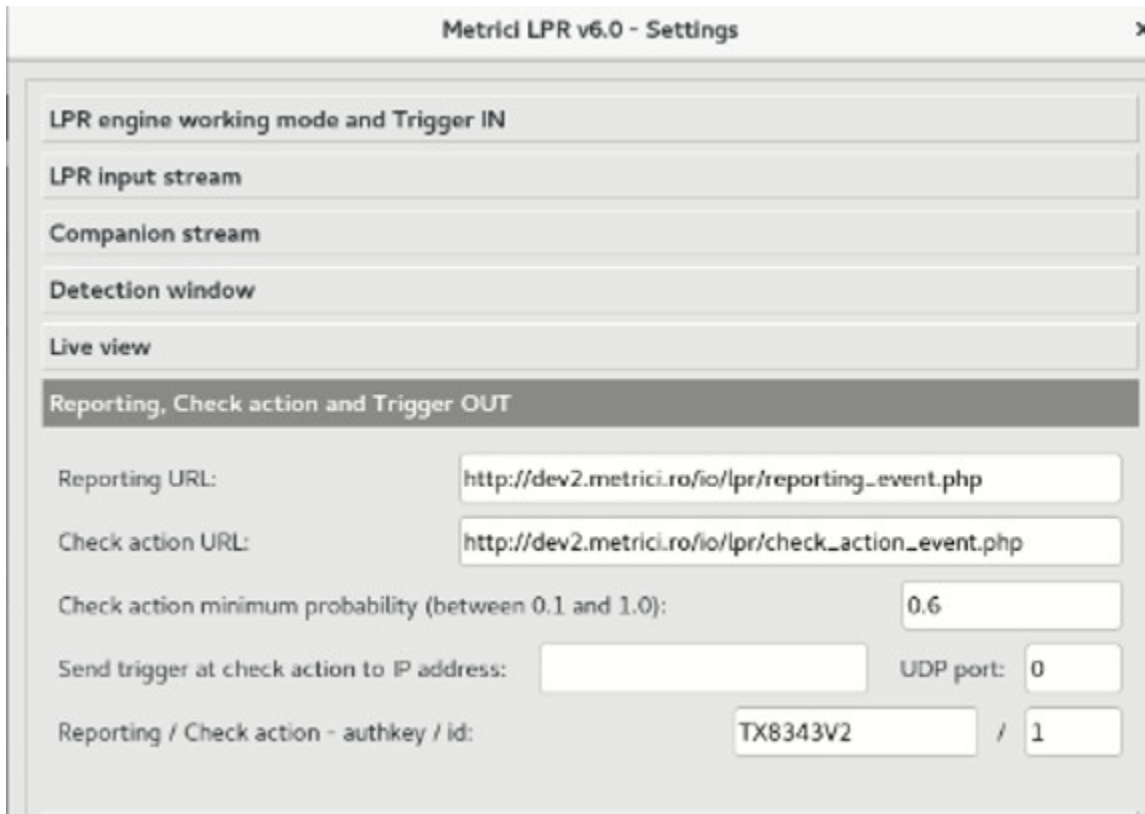 Metrici LPR v6.0 - Settings
LPR engine working mode and Trigger IN
LPR input stream
Companion stream
Detection window
Live view
Reporting, Check action and Trigger OUT
Reporting URL: http://dev2.metrici.ro/io/lpr/reporting_event.php
Check action URL: http://dev2.metrici.ro/io/lpr/check_action_event.php
Check action minimum probability (between 0.1 and 1.0): 0.6
Send trigger at check action to IP address: UDP port: 0
Reporting / Check action - authkey / id: TX8343V2 / 1